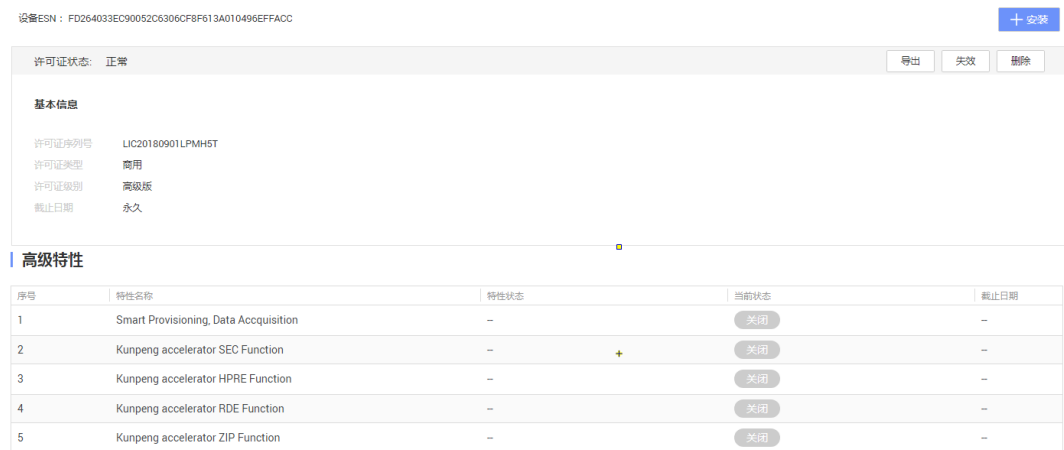 设备ESN： FD264033EC90052C6306CF8F613A010496EFFACC
＋安装
许可证状态: 正常 导出 失效 删除
基本信息
许可证序列号 LIC20180901LPMH5T
许可证类型 商用
许可证级别 高级版
截止日期 永久
高级特性
序号 特性名称 特性状态 当前状态 截止日期
1 Smart Provisioning, Data Accquisition -- 关闭 --
2 Kunpeng accelerator SEC Function -- 关闭 --
3 Kunpeng accelerator HPRE Function -- 关闭 --
4 Kunpeng accelerator RDE Function -- 关闭 --
5 Kunpeng accelerator ZIP Function -- 关闭 --